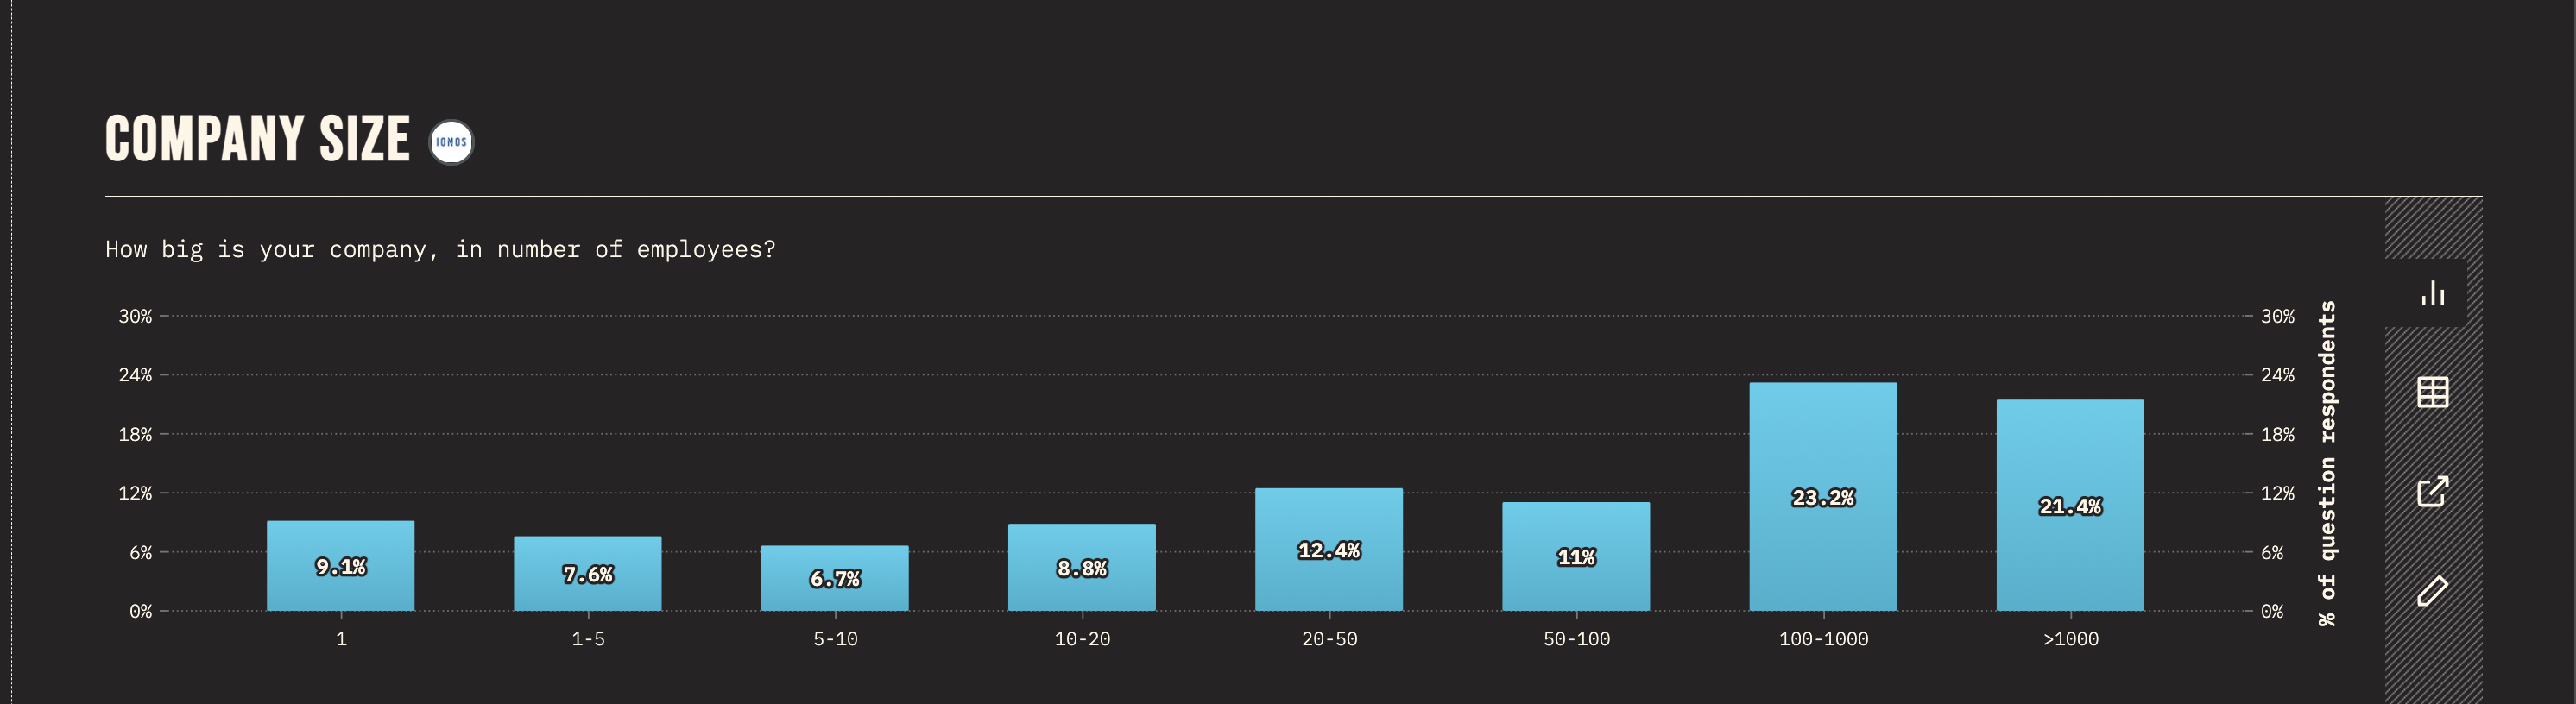 COMPANY SIZE IONOS
How big is your company, in number of employees?
30% 30%
24% 24%
18% 18%
12% 12%
6% 6%
0% 0%
% of question respondents
9.1% 7.6% 6.7% 8.8% 12.4% 11% 23.2% 21.4%
1 1-5 5-10 10-20 20-50 50-100 100-1000 >1000